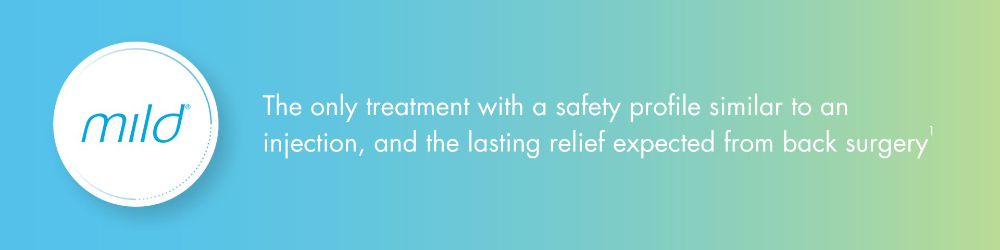 mild®
The only treatment with a safety profile similar to an
injection, and the lasting relief expected from back surgery¹